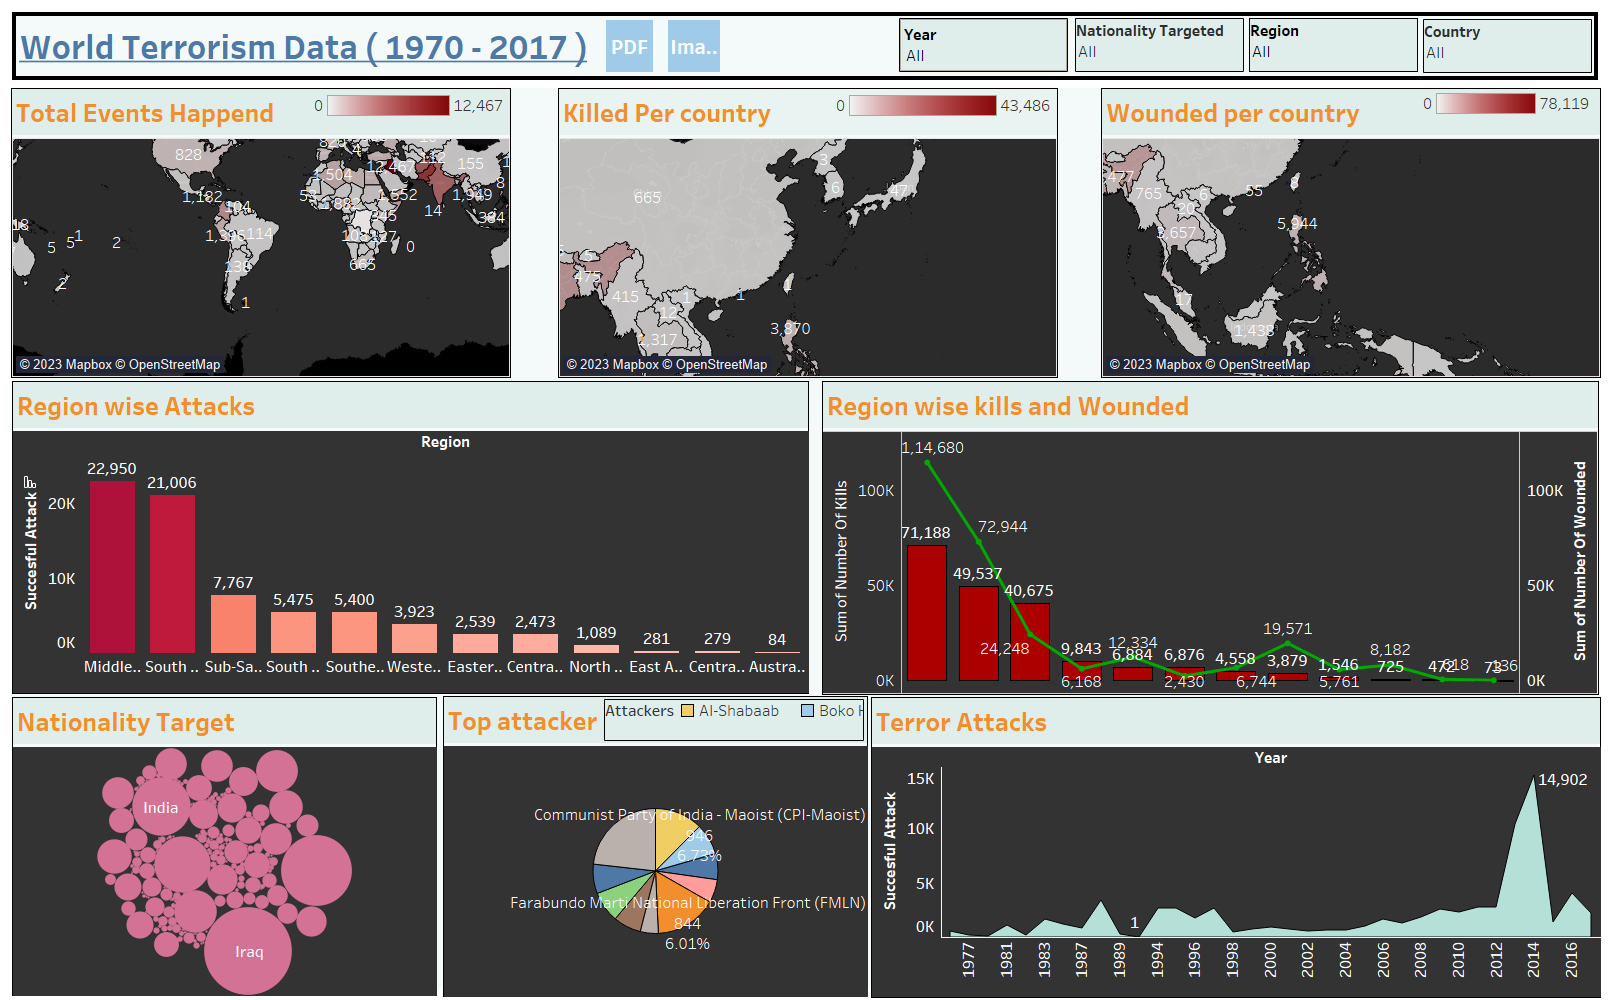 World Terrorism Data ( 1970 - 2017 )
PDF
Ima..
Year
All
Nationality Targeted
All
Region
All
Country
All
Total Events Happend
0
12,467
828
155
1,504
1,182
104
1,552
1,949
14
384
18
5
5
1
2
114
127
0
138
665
2
1
© 2023 Mapbox © OpenStreetMap
Killed Per country
0
43,486
3
665
6
47
5
475
415
1
1
1
12
3,870
1,317
© 2023 Mapbox © OpenStreetMap
Wounded per country
0
78,119
477
765
6
55
8
20
5,944
3,657
17
1,438
© 2023 Mapbox © OpenStreetMap
Region wise Attacks
Region
Succesful Attack
20K
10K
0K
22,950
21,006
7,767
5,475
5,400
3,923
2,539
2,473
1,089
281
279
84
Middle..
South ..
Sub-Sa..
South ..
Southe..
Weste..
Easter..
Centra..
North ..
East A..
Centra..
Austra..
Region wise kills and Wounded
Sum of Number Of Kills
100K
50K
0K
1,14,680
72,944
71,188
49,537
40,675
24,248
9,843
6,168
12,334
6,884
6,876
2,430
4,558
6,744
19,571
3,879
1,546
5,761
8,182
725
472
136
100K
50K
0K
Sum of Number Of Wounded
Nationality Target
India
Iraq
Top attacker
Attackers
Al-Shabaab
Boko H
Communist Party of India - Maoist (CPI-Maoist)
946
6.73%
Farabundo Marti National Liberation Front (FMLN)
844
6.01%
Terror Attacks
Year
Succesful Attack
15K
10K
5K
0K
14,902
1
1977
1981
1983
1987
1989
1994
1996
1998
2000
2002
2004
2006
2008
2010
2012
2014
2016